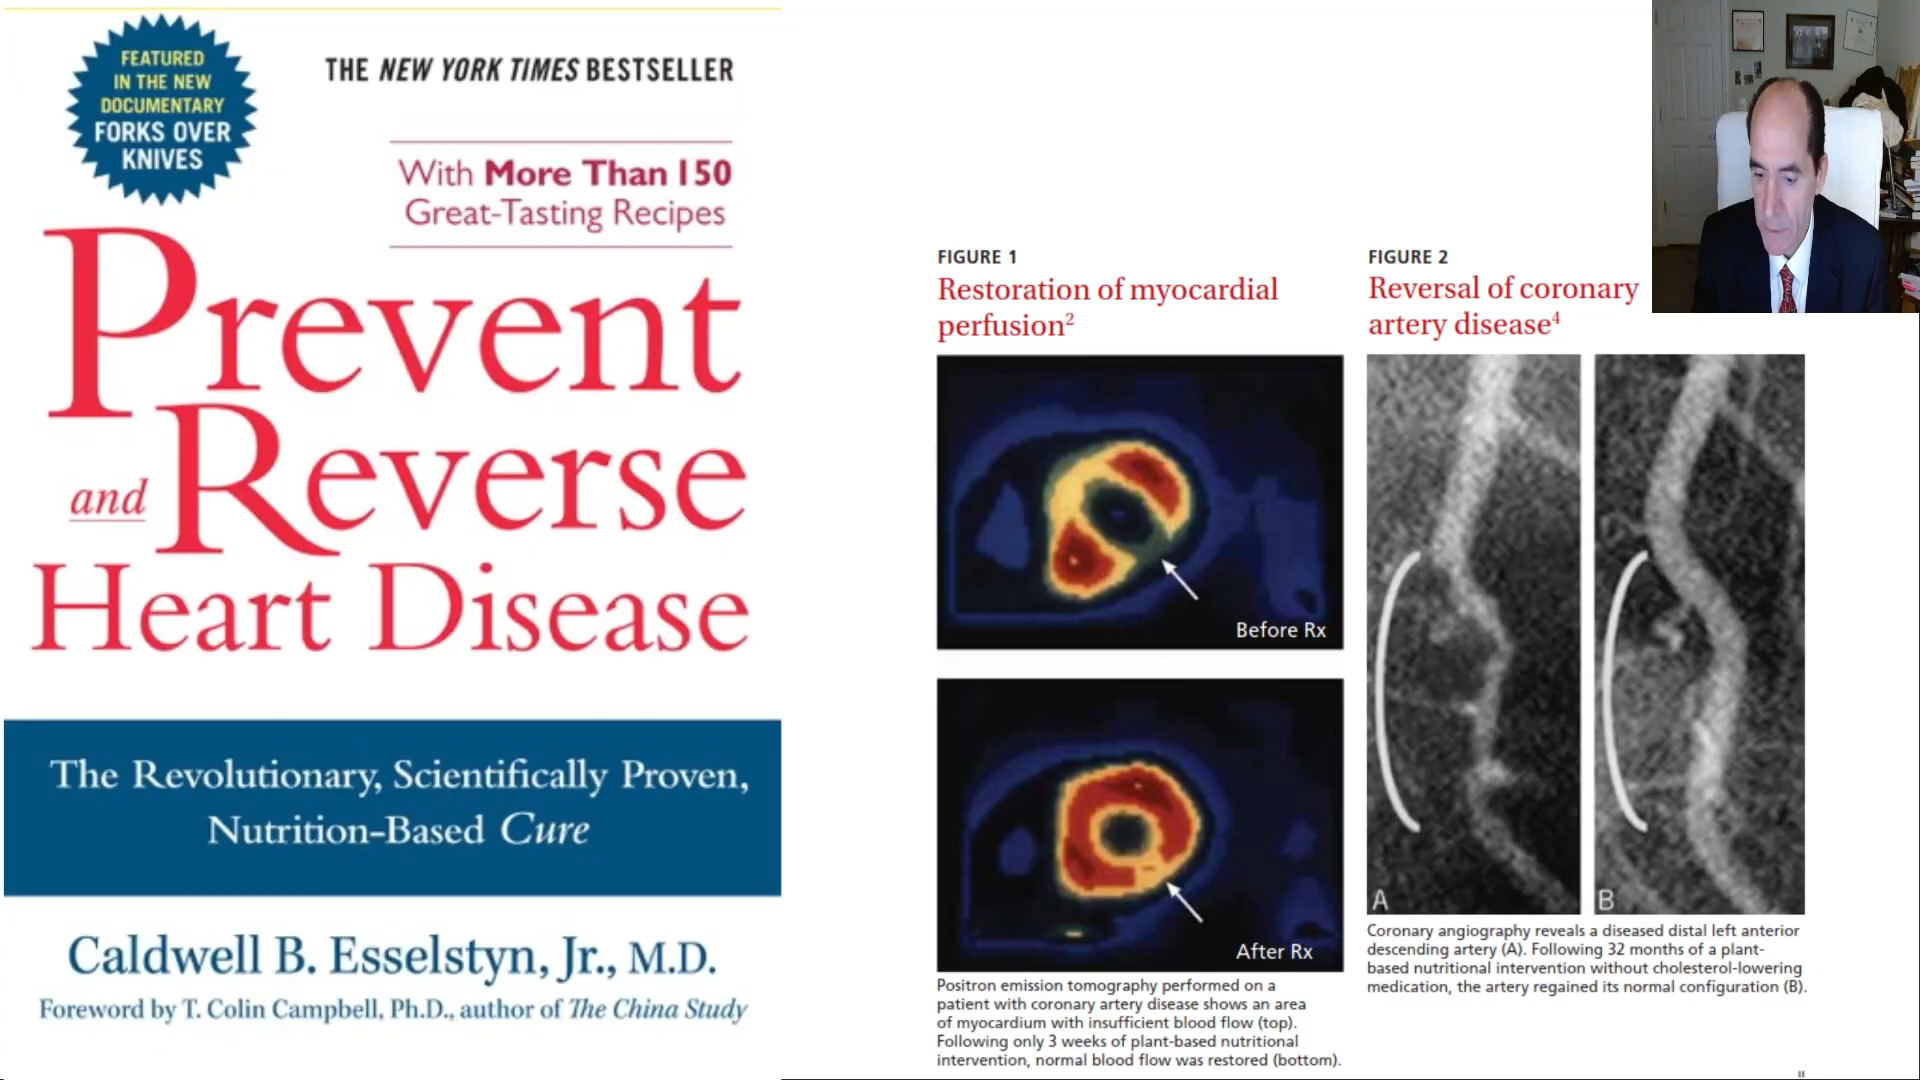 FEATURED
IN THE NEW
DOCUMENTARY
FORKS OVER
KNIVES
THE NEW YORK TIMES BESTSELLER
With More Than 150
Great-Tasting Recipes
Prevent
and Reverse
Heart Disease
The Revolutionary, Scientifically Proven,
Nutrition-Based Cure
Caldwell B. Esselstyn, Jr., M.D.
Foreword by T. Colin Campbell, Ph.D., author of The China Study
FIGURE 1
Restoration of myocardial
perfusion2
Before Rx
After Rx
Positron emission tomography performed on a
patient with coronary artery disease shows an area
of myocardium with insufficient blood flow (top).
Following only 3 weeks of plant-based nutritional
intervention, normal blood flow was restored (bottom).
FIGURE 2
Reversal of coronary
artery disease4
A
B
Coronary angiography reveals a diseased distal left anterior
descending artery (A). Following 32 months of a plant-
based nutritional intervention without cholesterol-lowering
medication, the artery regained its normal configuration (B).